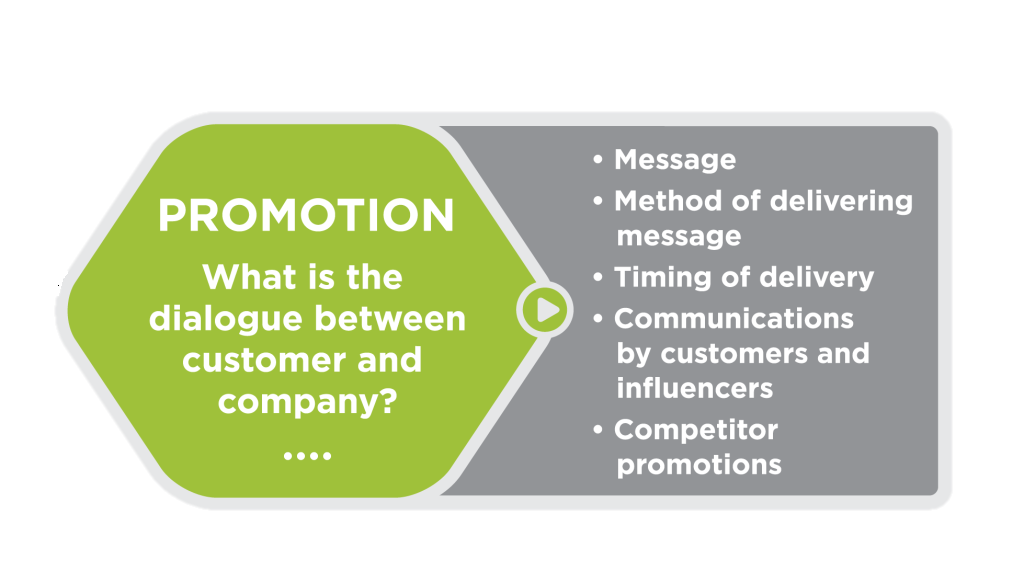 PROMOTION
What is the
dialogue between
customer and
company?
....
• Message
• Method of delivering
message
• Timing of delivery
• Communications
by customers and
influencers
• Competitor
promotions